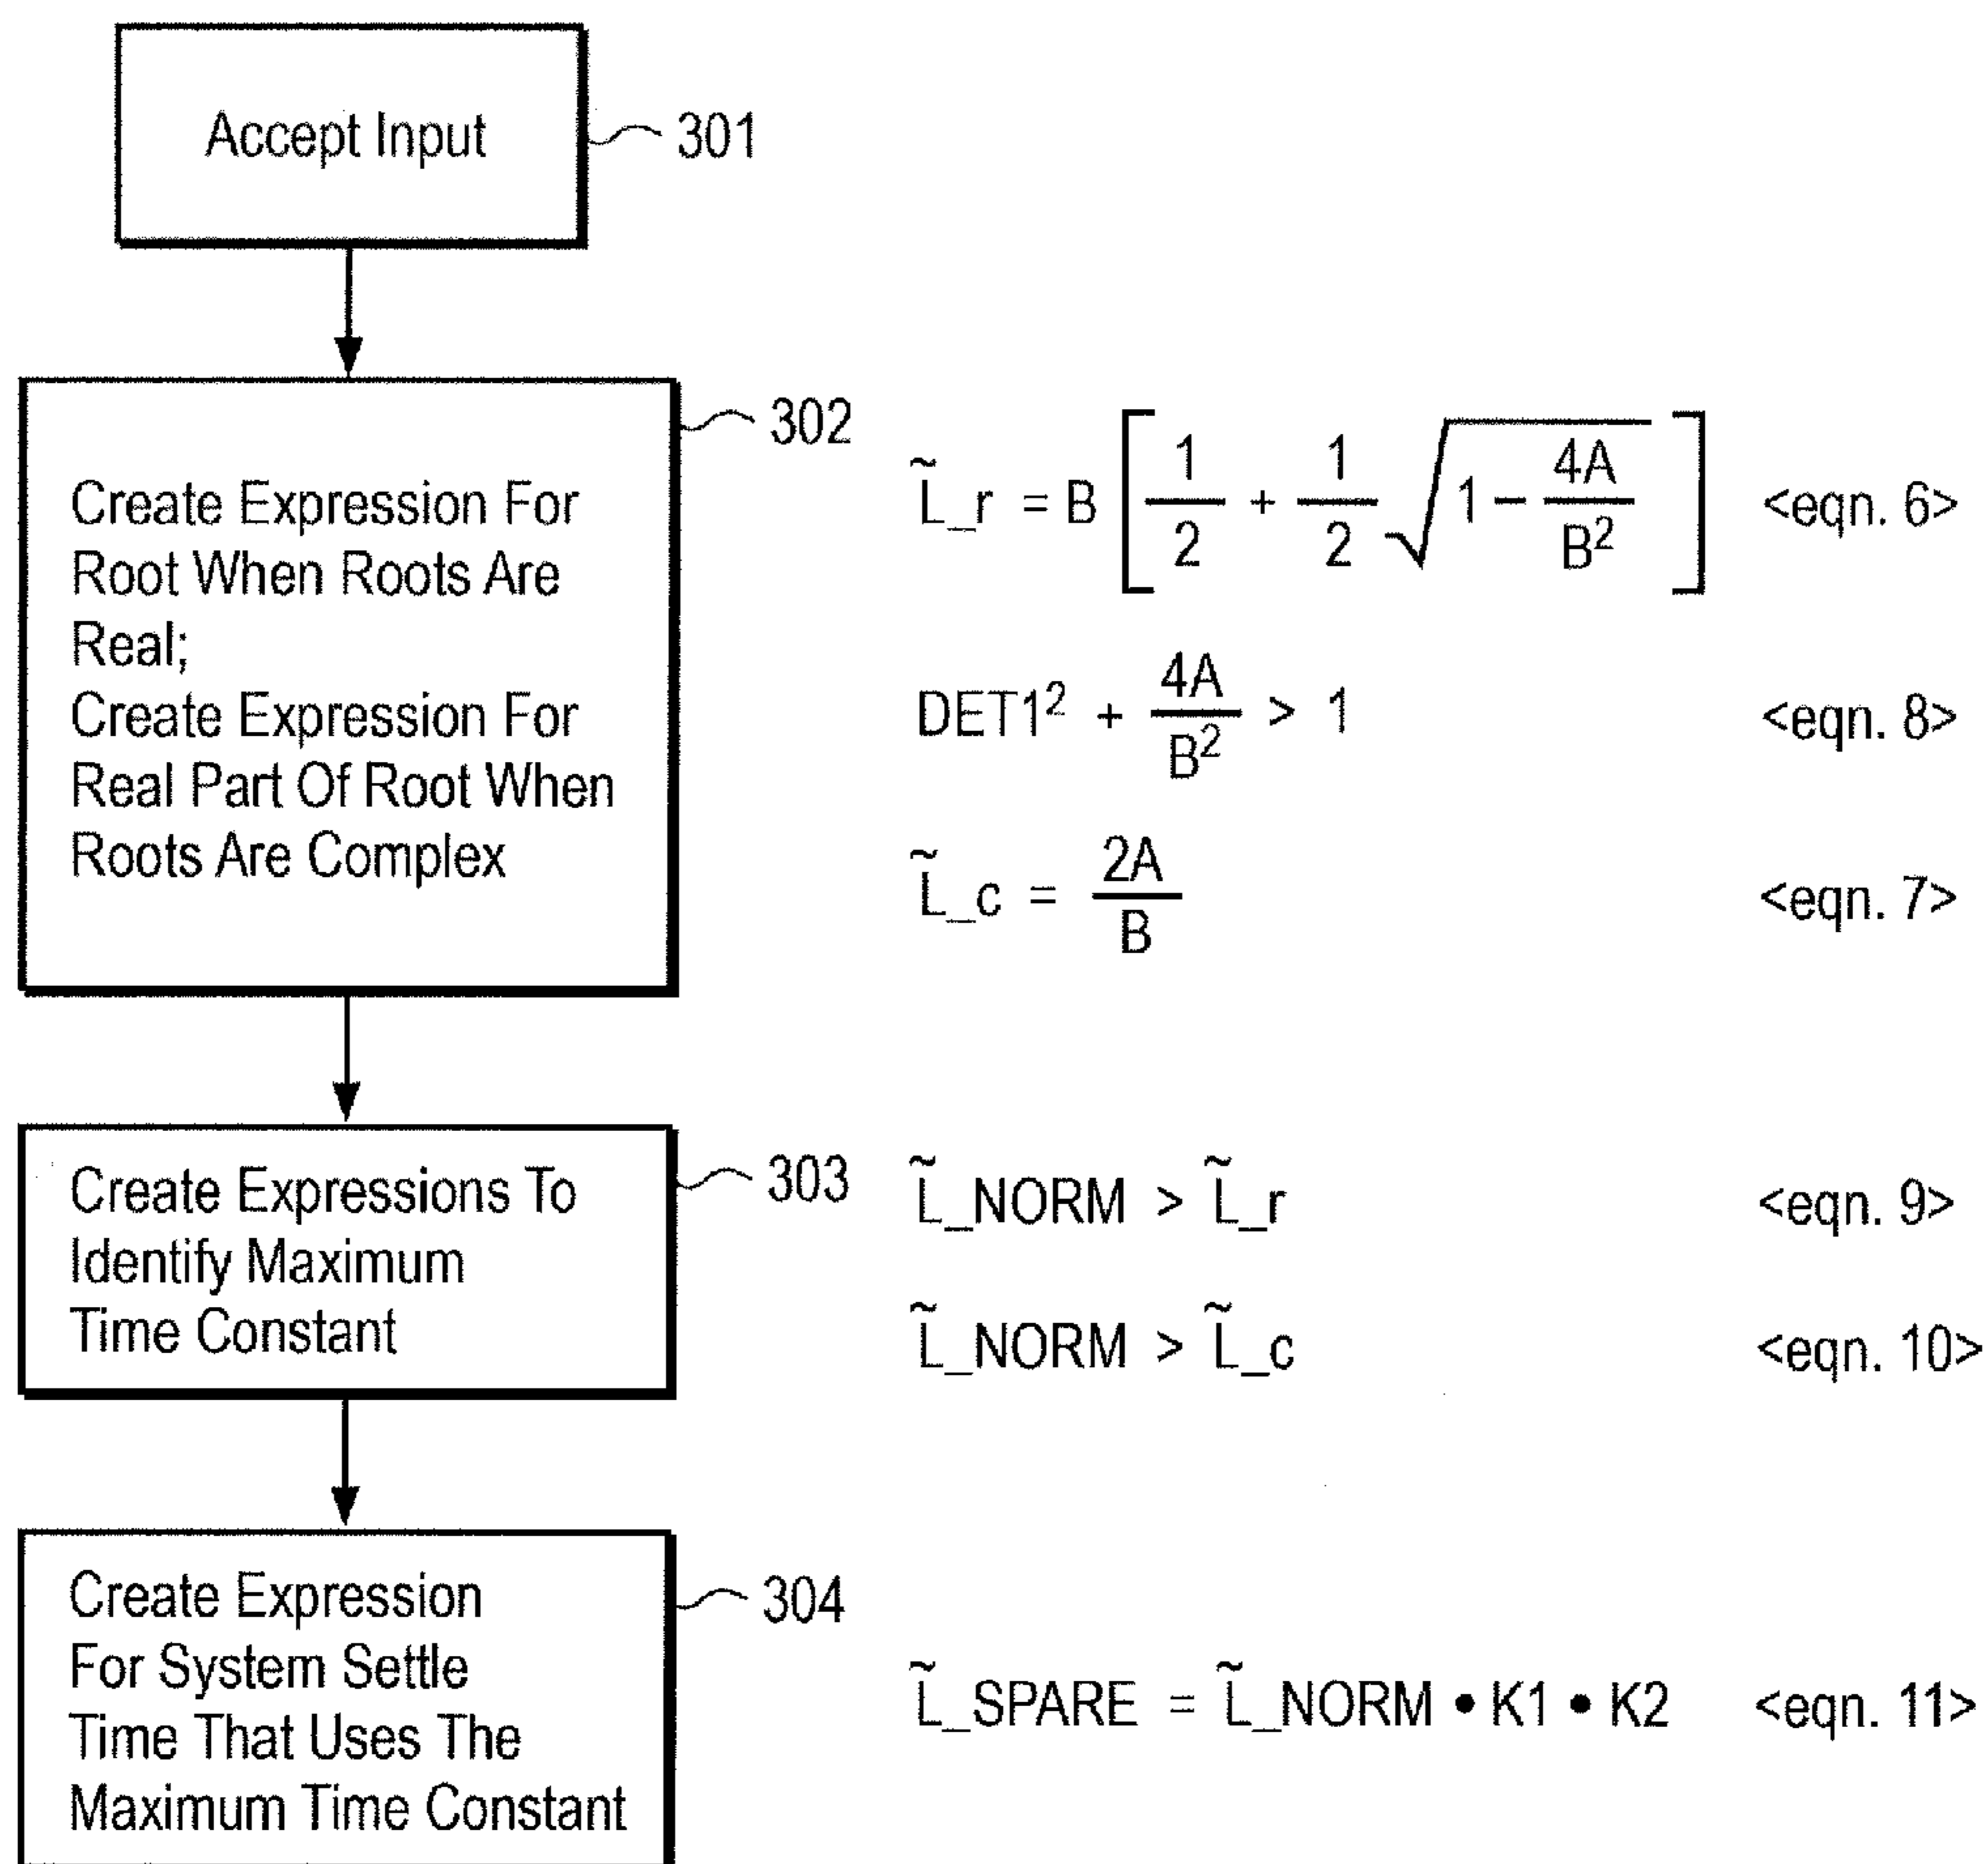 Accept Input
301
302
Create Expression For
Root When Roots Are
Real;
Create Expression For
Real Part Of Root When
Roots Are Complex
L̃_r = B [ 1/2 + 1/2 √(1 − 4A/B²) ] <eqn. 6>
DET1² + 4A/B² > 1 <eqn. 8>
L̃_c = 2A/B <eqn. 7>
303
Create Expressions To
Identify Maximum
Time Constant
L̃_NORM > L̃_r <eqn. 9>
L̃_NORM > L̃_c <eqn. 10>
304
Create Expression
For System Settle
Time That Uses The
Maximum Time Constant
L̃_SPARE = L̃_NORM • K1 • K2 <eqn. 11>